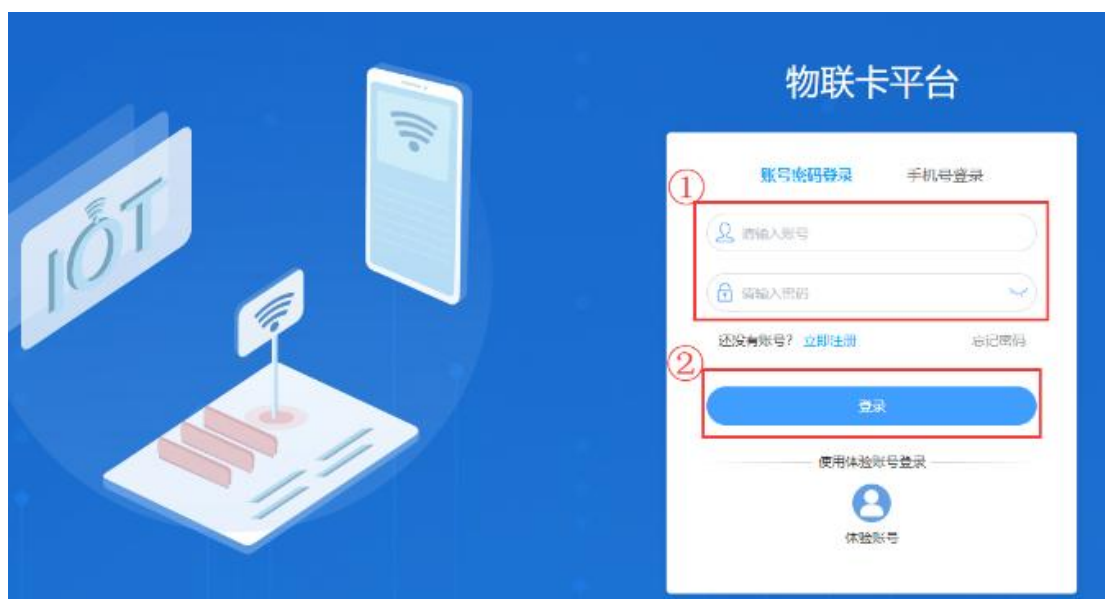 IOT
物联卡平台
账号密码登录 手机号登录
①
请输入账号
请输入密码
还没有账号? 立即注册 忘记密码
②
登录
使用体验账号登录
体验账号